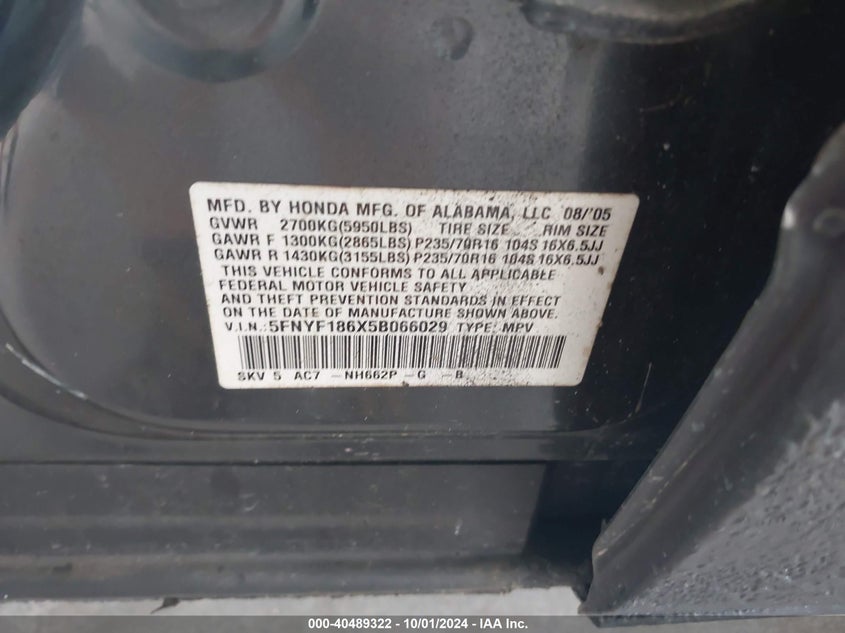 MFD. BY HONDA MFG. OF ALABAMA, LLC 08/'05
GVWR 2700KG(5950LBS) TIRE SIZE RIM SIZE
GAWR F 1300KG(2865LBS) P235/70R16 104S 16X6.5JJ
GAWR R 1430KG(3155LBS) P235/70R16 104S 16X6.5JJ
THIS VEHICLE CONFORMS TO ALL APPLICABLE
FEDERAL MOTOR VEHICLE SAFETY
AND THEFT PREVENTION STANDARDS IN EFFECT
ON THE DATE OF MANUFACTURE SHOWN ABOVE.
V.I.N.: 5FNYF186X5B066029 TYPE: MPV
SKV 5 AC7 - NH662P - G - B
000-40489322 - 10/01/2024 - IAA Inc.